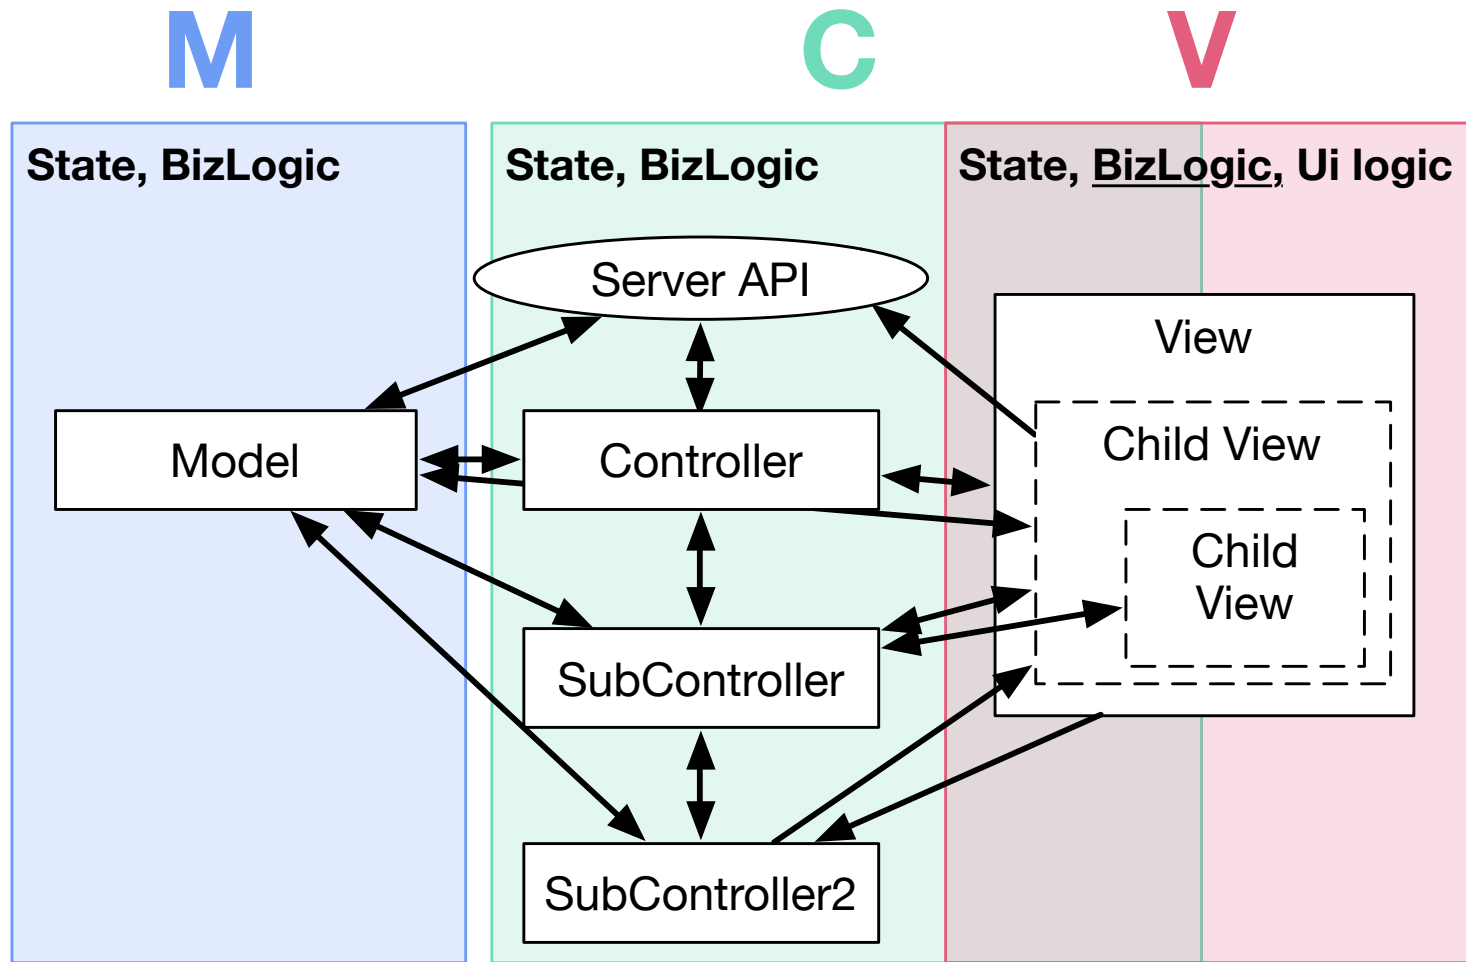 M
C
V
State, BizLogic
State, BizLogic
State, BizLogic, Ui logic
Server API
View
Model
Controller
Child View
Child
View
SubController
SubController2